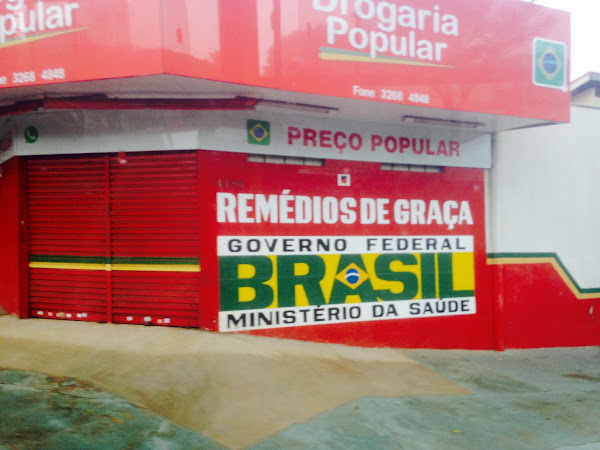 Popular
Fone 3268 4848
Drogaria
Popular
Fone 3268 4848
PREÇO POPULAR
REMÉDIOS DE GRAÇA
GOVERNO FEDERAL
BRASIL
MINISTÉRIO DA SAÚDE